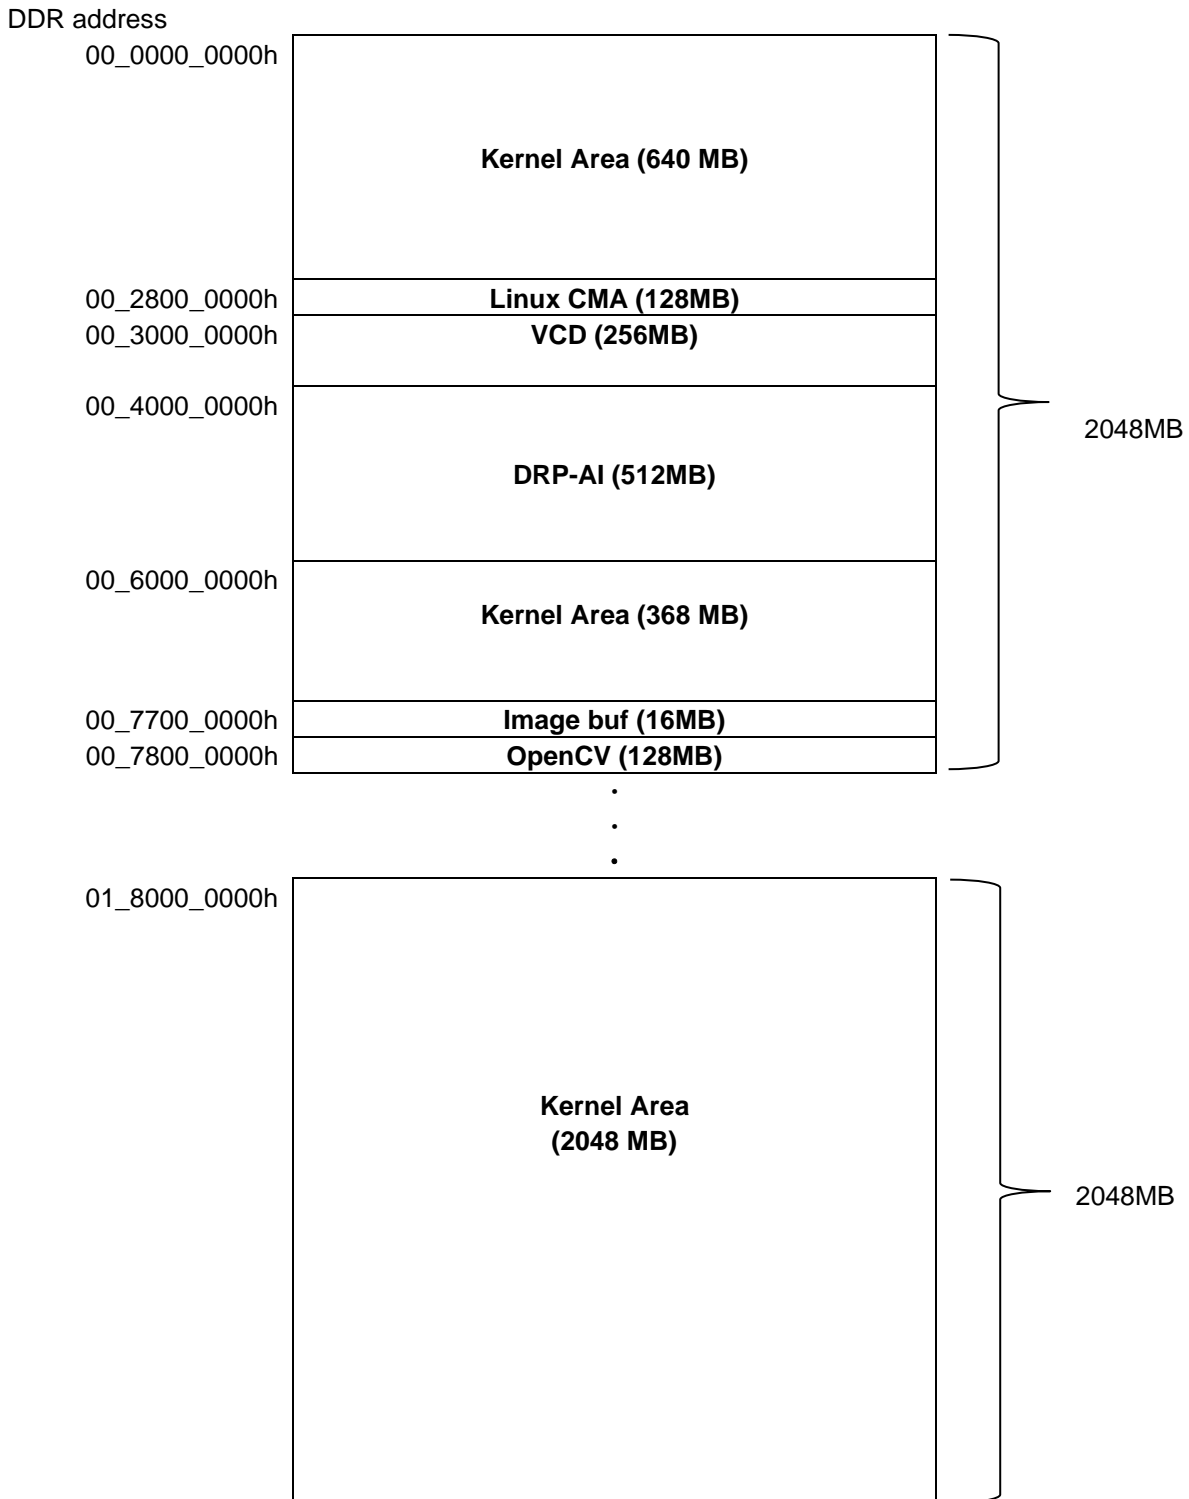 DDR address
00_0000_0000h
Kernel Area (640 MB)
00_2800_0000h
Linux CMA (128MB)
00_3000_0000h
VCD (256MB)
00_4000_0000h
2048MB
DRP-AI (512MB)
00_6000_0000h
Kernel Area (368 MB)
00_7700_0000h
Image buf (16MB)
00_7800_0000h
OpenCV (128MB)
.
.
.
01_8000_0000h
Kernel Area
(2048 MB)
2048MB